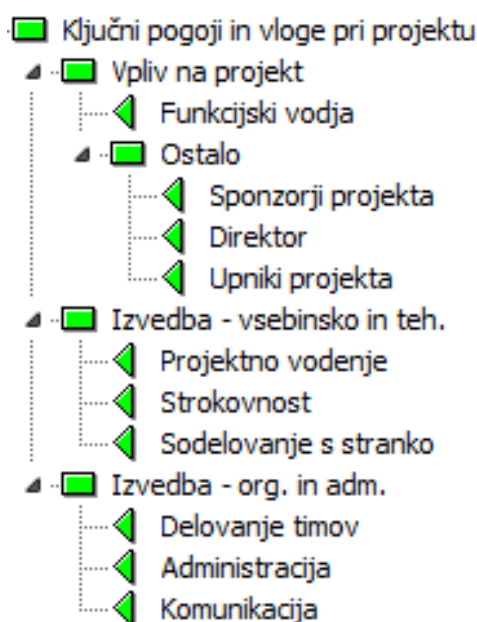 Ključni pogoji in vloge pri projektu
Vpliv na projekt
Funkcijski vodja
Ostalo
Sponzorji projekta
Direktor
Upniki projekta
Izvedba - vsebinsko in teh.
Projektno vodenje
Strokovnost
Sodelovanje s stranko
Izvedba - org. in adm.
Delovanje timov
Administracija
Komunikacija